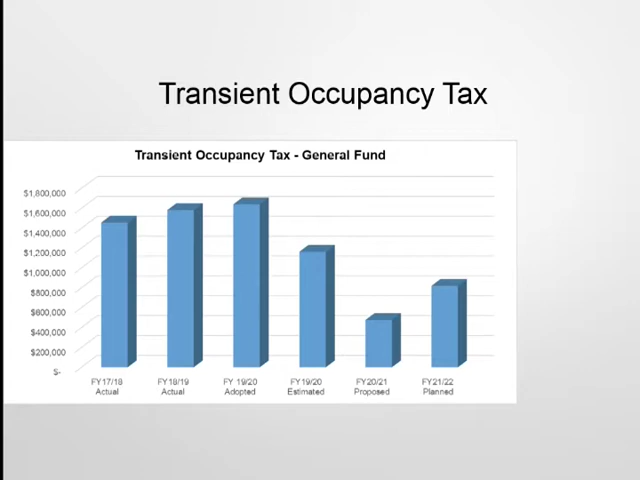 Transient Occupancy Tax
Transient Occupancy Tax - General Fund
$1,800,000
$1,600,000
$1,400,000
$1,200,000
$1,000,000
$800,000
$600,000
$400,000
$200,000
$-
FY17/18 FY18/19 FY 19/20 FY19/20 FY20/21 FY21/22
Actual Actual Adopted Estimated Proposed Planned